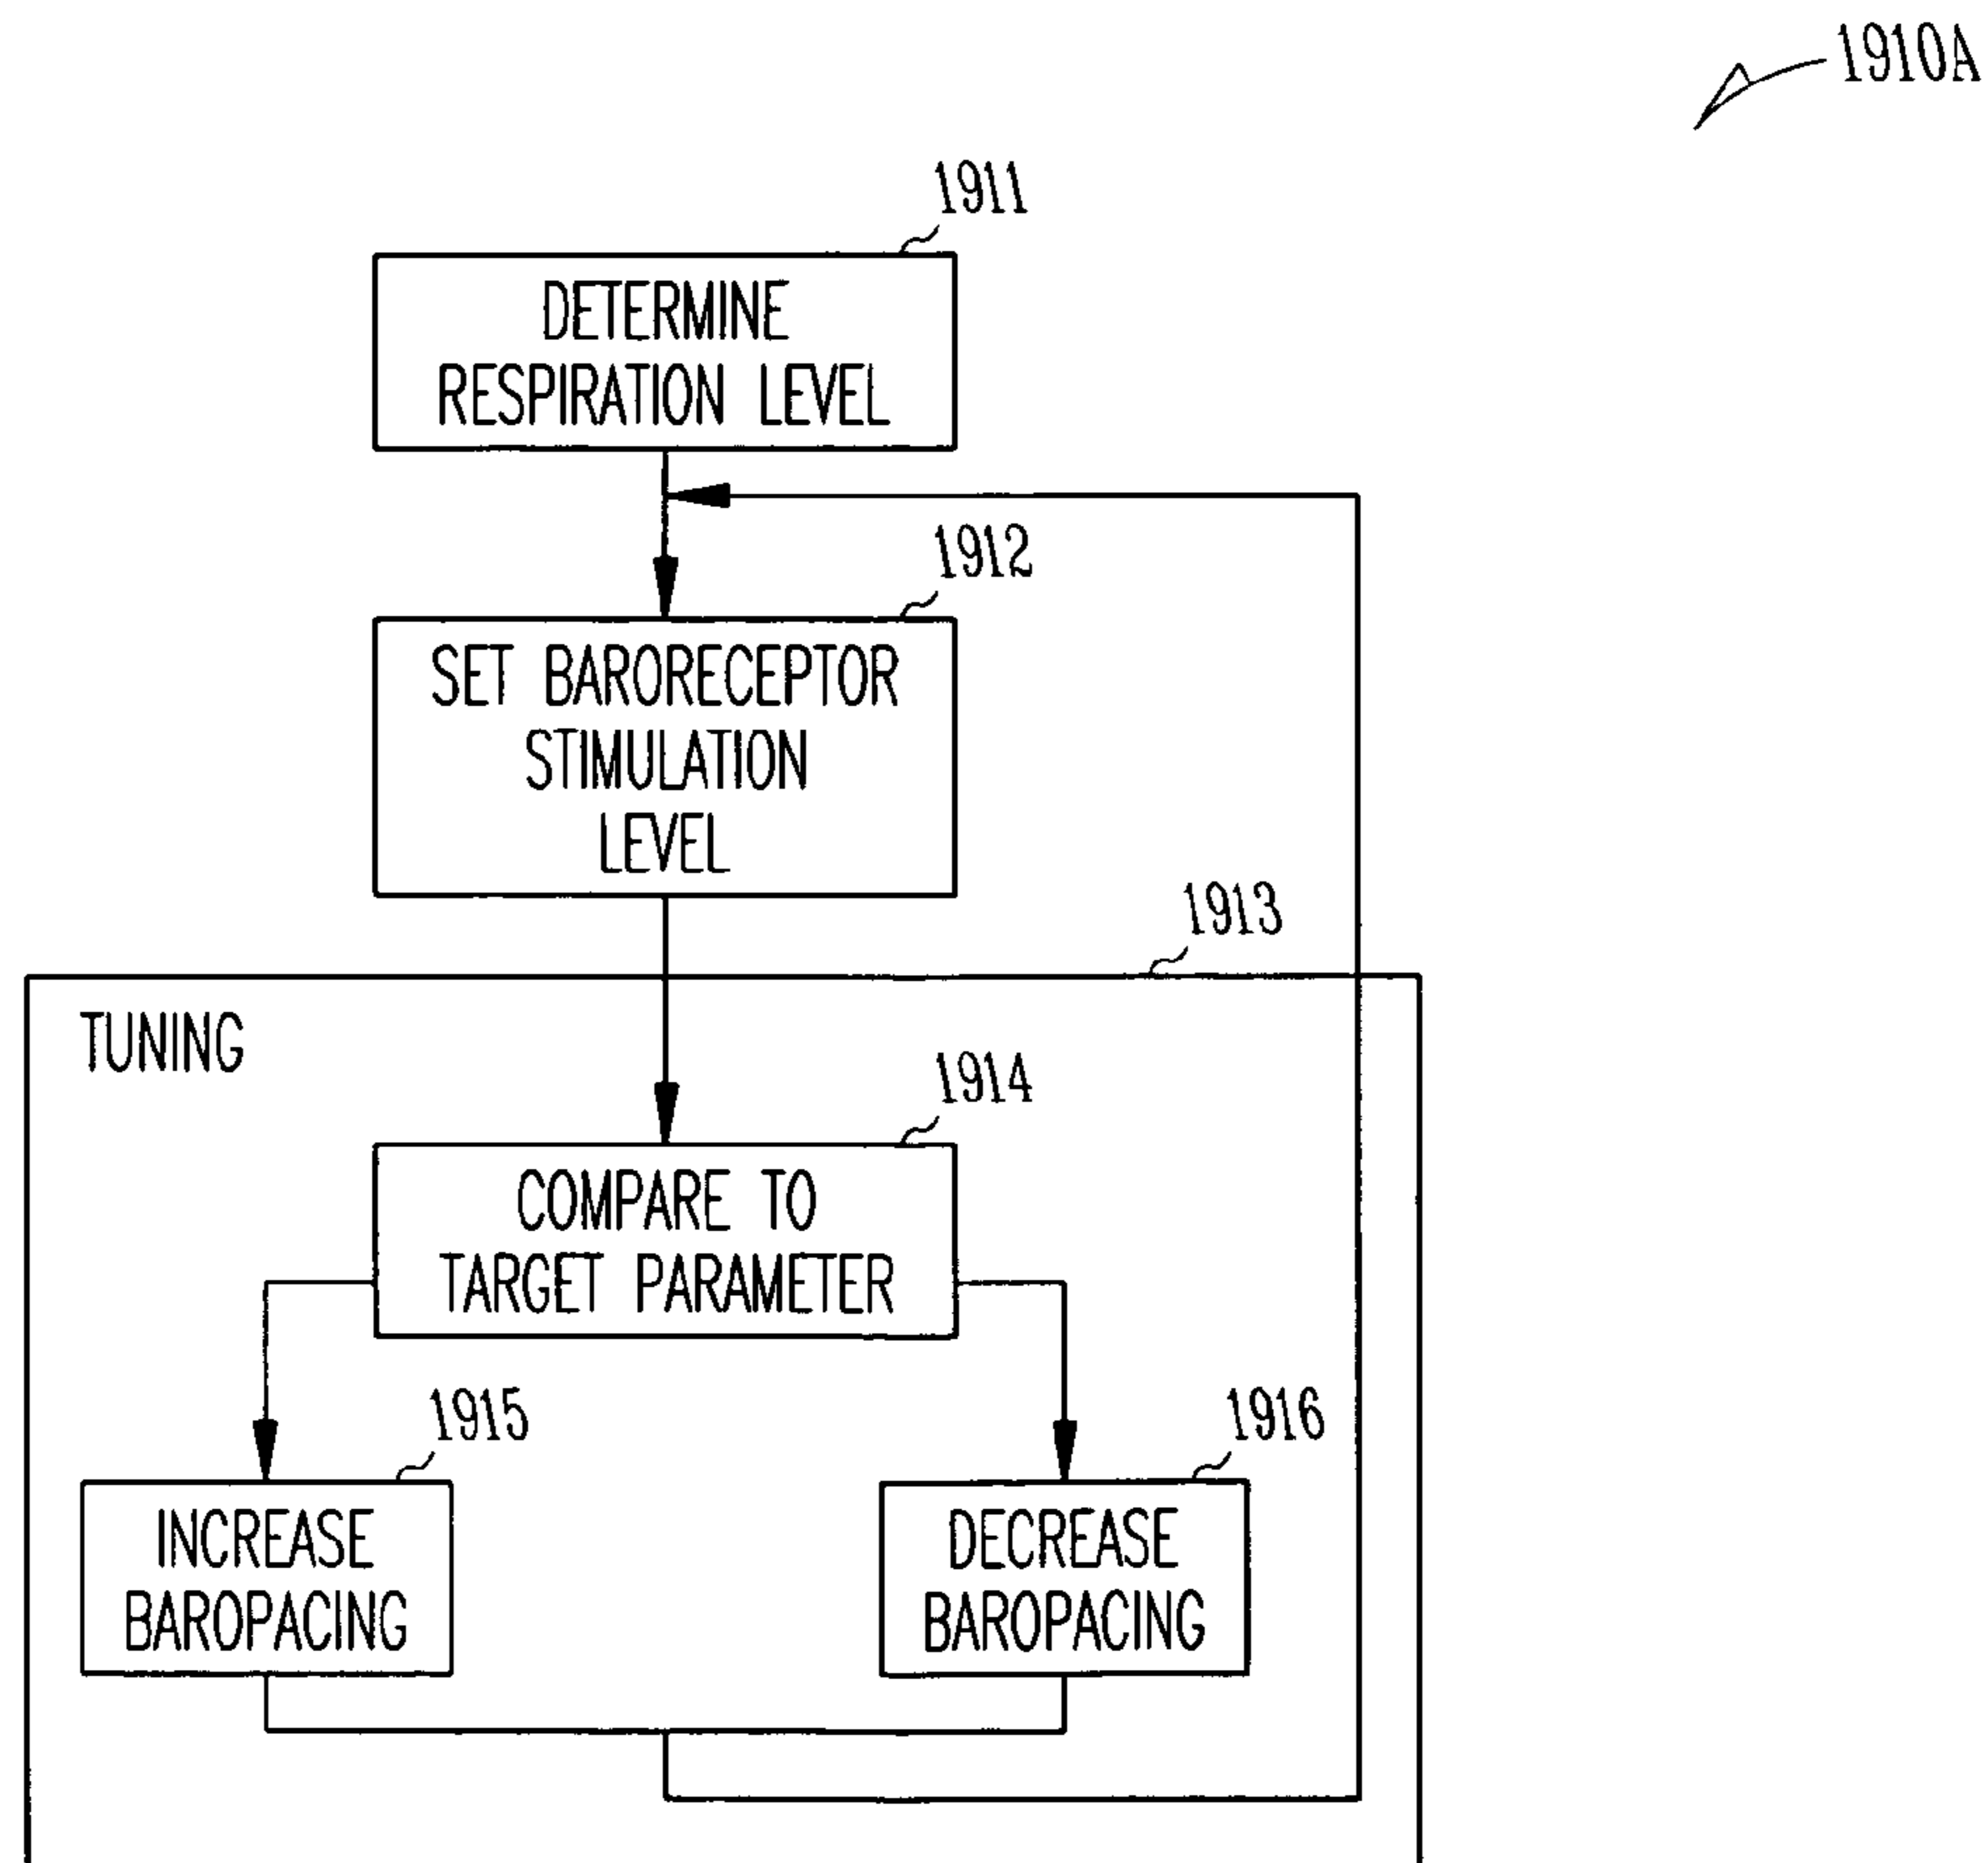 1910A
1911
DETERMINE
RESPIRATION LEVEL
1912
SET BARORECEPTOR
STIMULATION
LEVEL
1913
TUNING
1914
COMPARE TO
TARGET PARAMETER
1915
INCREASE
BAROPACING
1916
DECREASE
BAROPACING